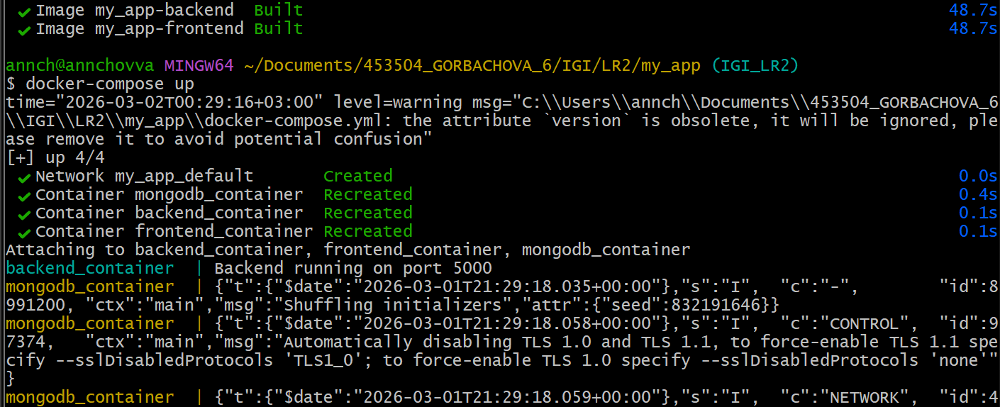 ✔ Image my_app-backend  Built 48.7s
✔ Image my_app-frontend Built 48.7s
annch@annchovva MINGW64 ~/Documents/453504_GORBACHOVA_6/IGI/LR2/my_app (IGI_LR2)
$ docker-compose up
time="2026-03-02T00:29:16+03:00" level=warning msg="C:\\Users\\annch\\Documents\\453504_GORBACHOVA_6
\\IGI\\LR2\\my_app\\docker-compose.yml: the attribute `version` is obsolete, it will be ignored, ple
ase remove it to avoid potential confusion"
[+] up 4/4
✔ Network my_app_default       Created 0.0s
✔ Container mongodb_container  Recreated 0.4s
✔ Container backend_container  Recreated 0.1s
✔ Container frontend_container Recreated 0.1s
Attaching to backend_container, frontend_container, mongodb_container
backend_container  | Backend running on port 5000
mongodb_container  | {"t":{"$date":"2026-03-01T21:29:18.035+00:00"},"s":"I",  "c":"-",        "id":8
991200, "ctx":"main","msg":"Shuffling initializers","attr":{"seed":832191646}}
mongodb_container  | {"t":{"$date":"2026-03-01T21:29:18.058+00:00"},"s":"I",  "c":"CONTROL",  "id":9
7374,   "ctx":"main","msg":"Automatically disabling TLS 1.0 and TLS 1.1, to force-enable TLS 1.1 spe
cify --sslDisabledProtocols 'TLS1_0'; to force-enable TLS 1.0 specify --sslDisabledProtocols 'none'"
}
mongodb_container  | {"t":{"$date":"2026-03-01T21:29:18.059+00:00"},"s":"I",  "c":"NETWORK",  "id":4